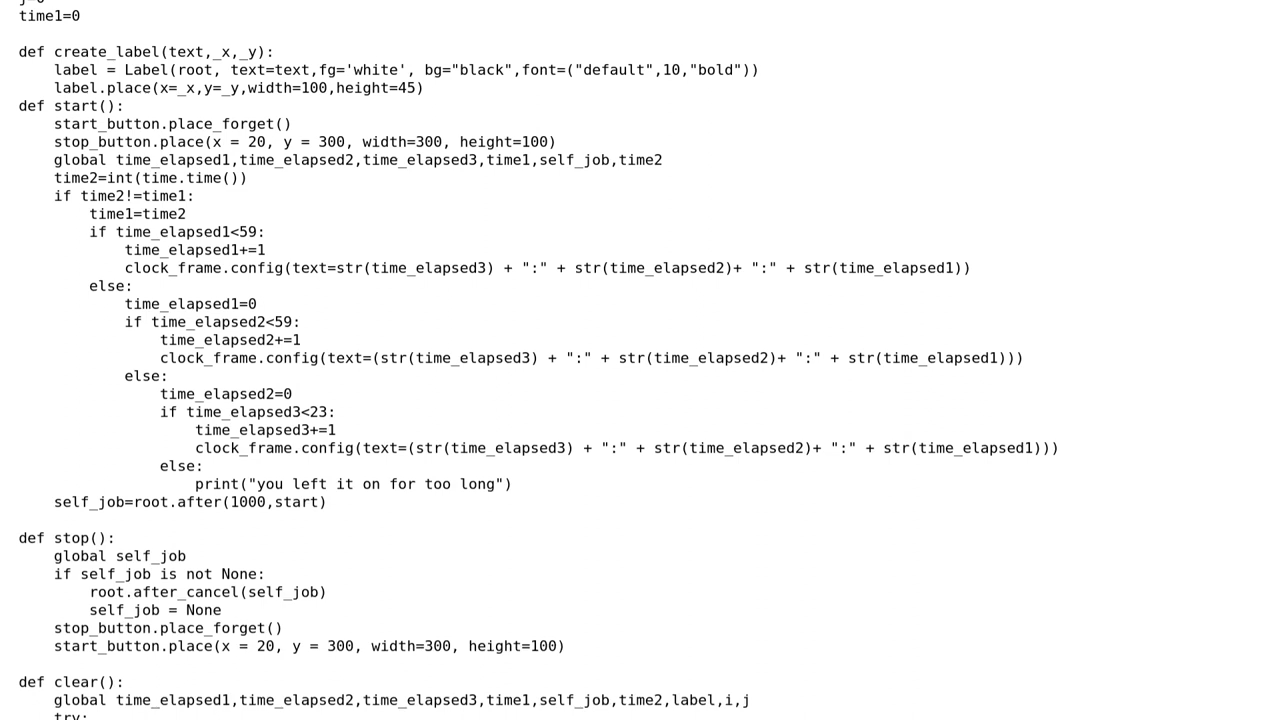 time1=0

def create_label(text,_x,_y):
    label = Label(root, text=text,fg='white', bg="black",font=("default",10,"bold"))
    label.place(x=_x,y=_y,width=100,height=45)
def start():
    start_button.place_forget()
    stop_button.place(x = 20, y = 300, width=300, height=100)
    global time_elapsed1,time_elapsed2,time_elapsed3,time1,self_job,time2
    time2=int(time.time())
    if time2!=time1:
        time1=time2
        if time_elapsed1<59:
            time_elapsed1+=1
            clock_frame.config(text=str(time_elapsed3) + ":" + str(time_elapsed2)+ ":" + str(time_elapsed1))
        else:
            time_elapsed1=0
            if time_elapsed2<59:
                time_elapsed2+=1
                clock_frame.config(text=(str(time_elapsed3) + ":" + str(time_elapsed2)+ ":" + str(time_elapsed1)))
            else:
                time_elapsed2=0
                if time_elapsed3<23:
                    time_elapsed3+=1
                    clock_frame.config(text=(str(time_elapsed3) + ":" + str(time_elapsed2)+ ":" + str(time_elapsed1)))
                else:
                    print("you left it on for too long")
    self_job=root.after(1000,start)

def stop():
    global self_job
    if self_job is not None:
        root.after_cancel(self_job)
        self_job = None
    stop_button.place_forget()
    start_button.place(x = 20, y = 300, width=300, height=100)

def clear():
    global time_elapsed1,time_elapsed2,time_elapsed3,time1,self_job,time2,label,i,j
    try: